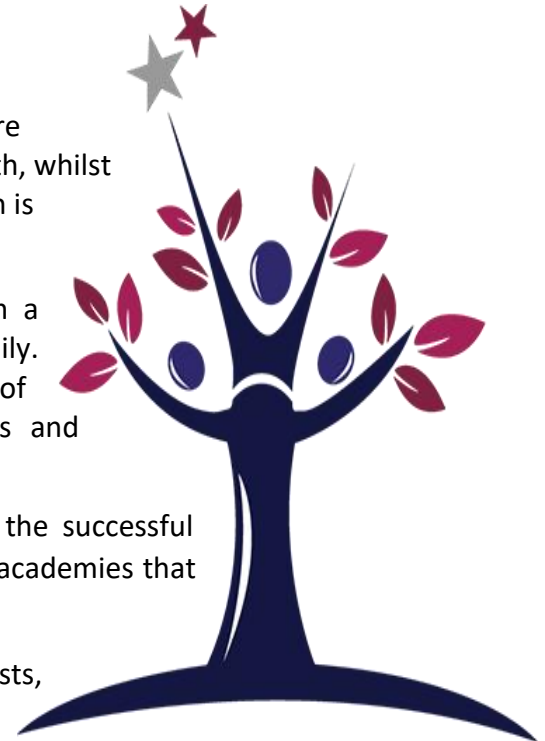 re
th, whilst
n is
n a
ily.
of
s and
the successful
academies that
sts,